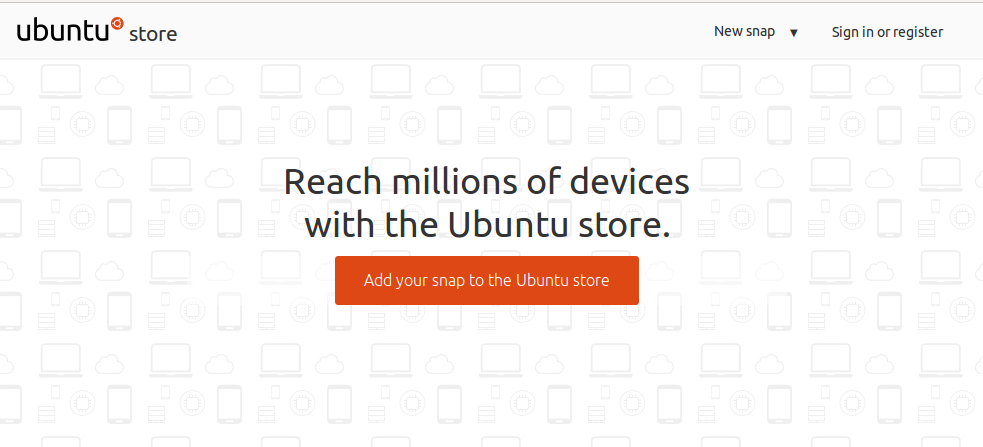 ubuntu store
New snap ▼
Sign in or register
Reach millions of devices
with the Ubuntu store.
Add your snap to the Ubuntu store